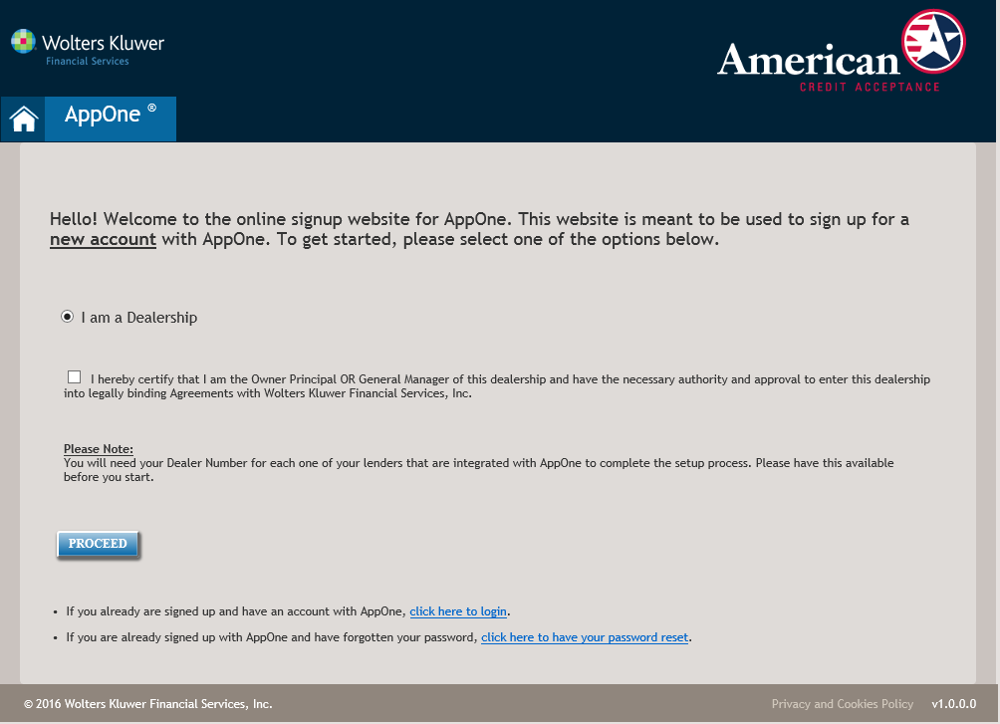 Wolters Kluwer
Financial Services
American
CREDIT ACCEPTANCE
AppOne ®
Hello! Welcome to the online signup website for AppOne. This website is meant to be used to sign up for a
new account with AppOne. To get started, please select one of the options below.
I am a Dealership
I hereby certify that I am the Owner Principal OR General Manager of this dealership and have the necessary authority and approval to enter this dealership
into legally binding Agreements with Wolters Kluwer Financial Services, Inc.
Please Note:
You will need your Dealer Number for each one of your lenders that are integrated with AppOne to complete the setup process. Please have this available
before you start.
PROCEED
• If you already are signed up and have an account with AppOne, click here to login.
• If you are already signed up with AppOne and have forgotten your password, click here to have your password reset.
© 2016 Wolters Kluwer Financial Services, Inc.
Privacy and Cookies Policy v1.0.0.0